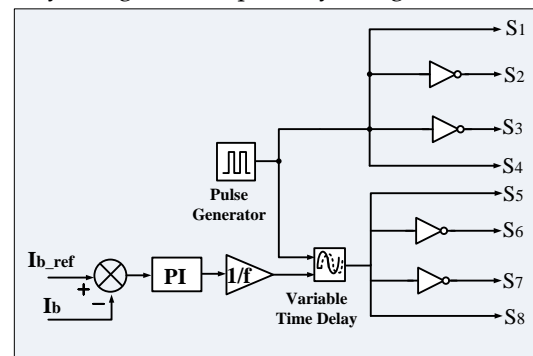 S1
S2
S3
S4
Pulse
Generator
S5
S6
S7
S8
Ib_ref
+
−
Ib
PI
1/f
Variable
Time Delay